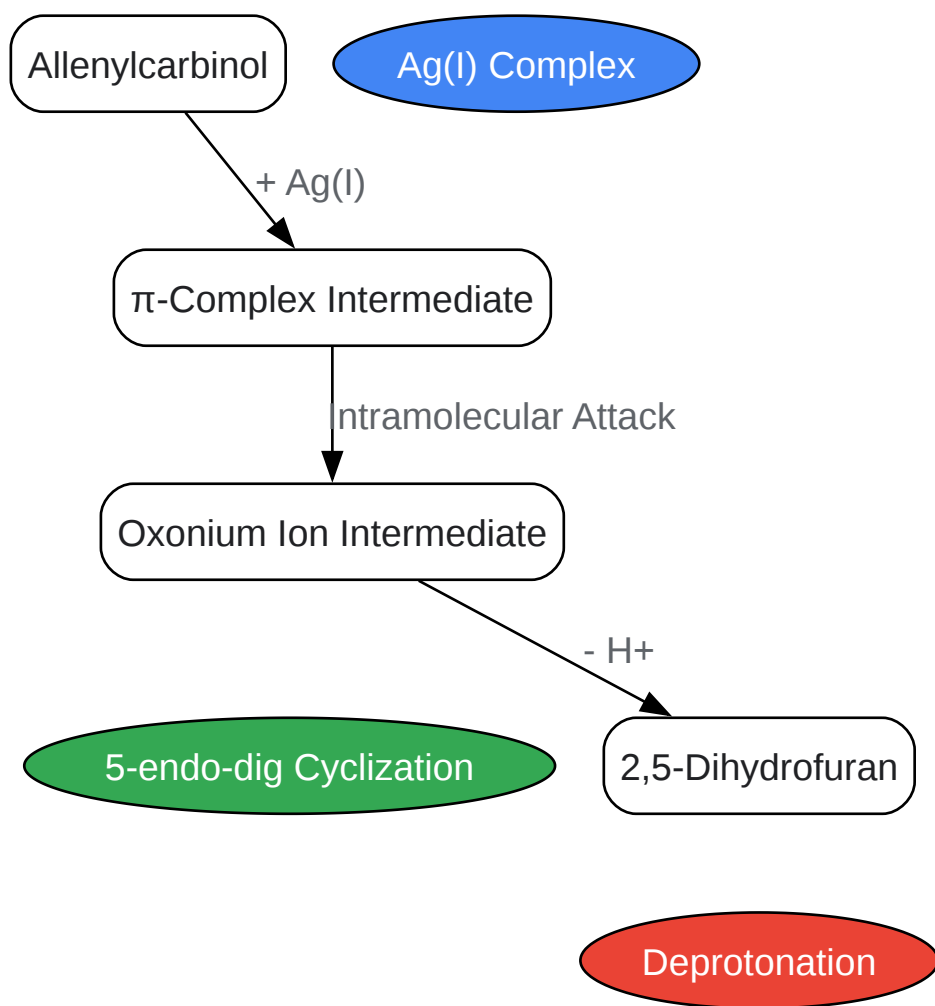 Allenylcarbinol
Ag(I) Complex
+ Ag(I)
π-Complex Intermediate
Intramolecular Attack
Oxonium Ion Intermediate
- H+
5-endo-dig Cyclization
2,5-Dihydrofuran
Deprotonation